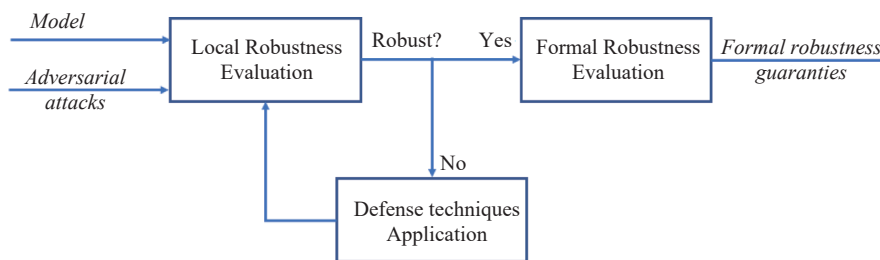 Model
Adversarial
attacks
Local Robustness
Evaluation
Robust?
Yes
Formal Robustness
Evaluation
Formal robustness
guaranties
No
Defense techniques
Application